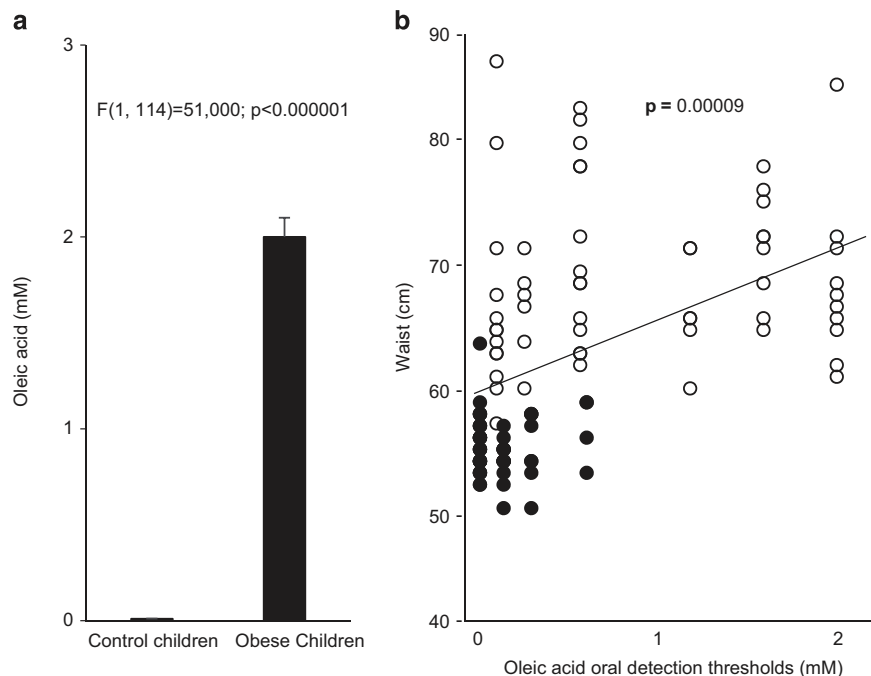 a
3
F(1, 114)=51,000; p<0.000001
2
Oleic acid (mM)
1
0
Control children Obese Children
b
90
p = 0.00009
80
70
Waist (cm)
60
50
40
0 1 2
Oleic acid oral detection thresholds (mM)